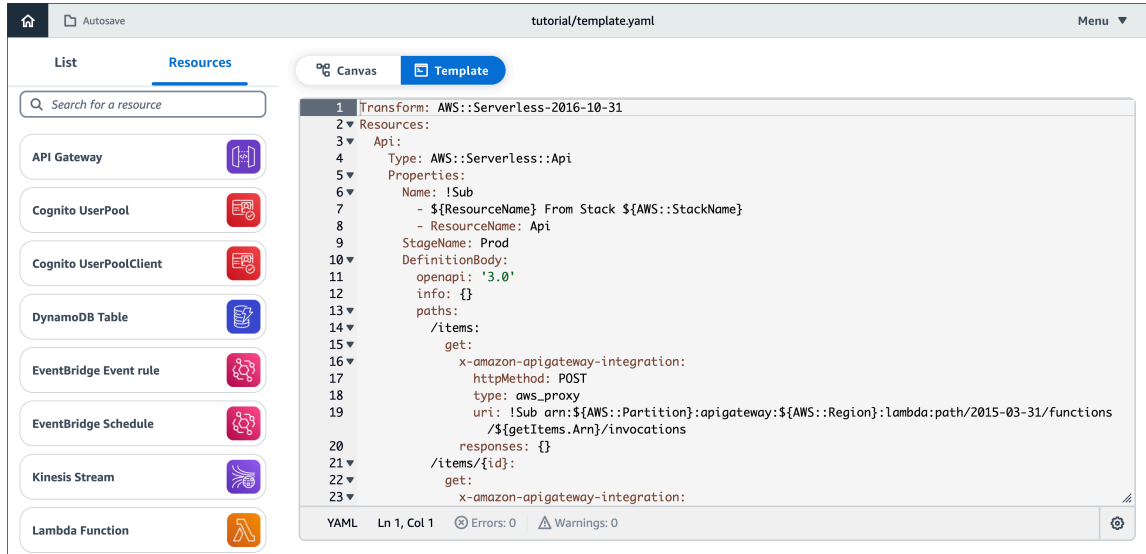 Autosave
tutorial/template.yaml
Menu
List
Resources
Search for a resource
API Gateway
Cognito UserPool
Cognito UserPoolClient
DynamoDB Table
EventBridge Event rule
EventBridge Schedule
Kinesis Stream
Lambda Function
Canvas
Template
1 Transform: AWS::Serverless-2016-10-31
2 Resources:
3 Api:
4 Type: AWS::Serverless::Api
5 Properties:
6 Name: !Sub
7 - ${ResourceName} From Stack ${AWS::StackName}
8 - ResourceName: Api
9 StageName: Prod
10 DefinitionBody:
11 openapi: '3.0'
12 info: {}
13 paths:
14 /items:
15 get:
16 x-amazon-apigateway-integration:
17 httpMethod: POST
18 type: aws_proxy
19 uri: !Sub arn:${AWS::Partition}:apigateway:${AWS::Region}:lambda:path/2015-03-31/functions
/${getItems.Arn}/invocations
20 responses: {}
21 /items/{id}:
22 get:
23 x-amazon-apigateway-integration:
YAML Ln 1, Col 1 Errors: 0 Warnings: 0